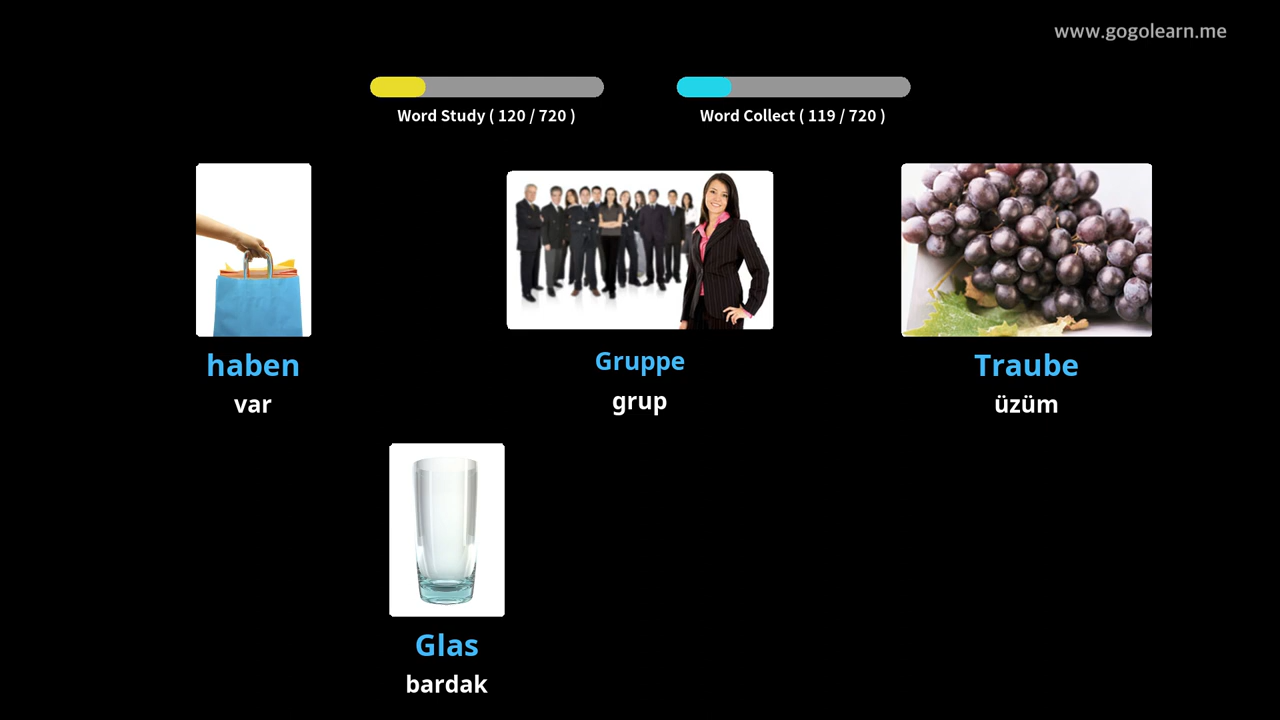 www.gogolearn.me
Word Study ( 120 / 720 )
Word Collect ( 119 / 720 )
haben
var
Gruppe
grup
Traube
üzüm
Glas
bardak